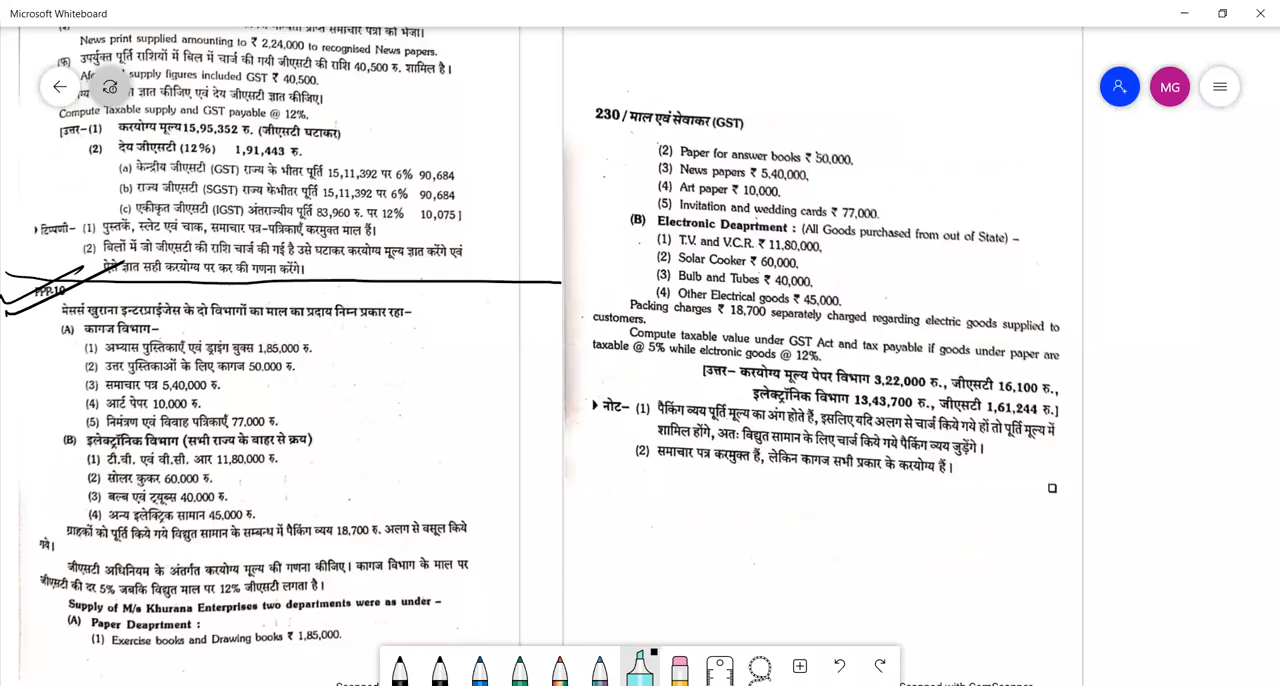 Microsoft Whiteboard
News print supplied amounting to ₹ 2,24,000 to recognised News papers.
(फ) उपर्युक्त पूर्ति राशियों में बिल में चार्ज की गयी जीएसटी की राशि 40,500 रु. शामिल है।
supply figures included GST ₹ 40,500.
ज्ञात कीजिए एवं देय जीएसटी ज्ञात कीजिए।
Compute Taxable supply and GST payable @ 12%.
[उत्तर-(1) करयोग्य मूल्य 15,95,352 रु. (जीएसटी घटाकर)
(2) देय जीएसटी (12%) 1,91,443 रु.
(a) केन्द्रीय जीएसटी (GST) राज्य के भीतर पूर्ति 15,11,392 पर 6% 90,684
(b) राज्य जीएसटी (SGST) राज्य केभीतर पूर्ति 15,11,392 पर 6% 90,684
(c) एकीकृत जीएसटी (IGST) अंतराज्यीय पूर्ति 83,960 रु. पर 12% 10,075]
टिप्पणी- (1) पुस्तकें, स्लेट एवं चाक, समाचार पत्र-पत्रिकाएँ करमुक्त माल हैं।
(2) बिलों में जो जीएसटी की राशि चार्ज की गई है उसे घटाकर करयोग्य मूल्य ज्ञात करेंगे एवं
ऐसे ज्ञात सही करयोग्य पर कर की गणना करेंगे।
मेसर्स खुराना इन्टरप्राईजेस के दो विभागों का माल का प्रदाय निम्न प्रकार रहा-
(A) कागज विभाग-
(1) अभ्यास पुस्तिकाएँ एवं ड्राइंग बुक्स 1,85,000 रु.
(2) उत्तर पुस्तिकाओं के लिए कागज 50.000 रु.
(3) समाचार पत्र 5,40,000 रु.
(4) आर्ट पेपर 10.000 रु.
(5) निमंत्रण एवं विवाह पत्रिकाएँ 77.000 रु.
(B) इलेक्ट्रॉनिक विभाग (सभी राज्य के बाहर से क्रय)
(1) टी.वी. एवं वी.सी. आर 11,80,000 रु.
(2) सोलर कुकर 60.000 रु.
(3) बल्ब एवं ट्यूब्स 40,000 रु.
(4) अन्य इलेक्ट्रिक सामान 45,000 रु.
ग्राहकों को पूर्ति किये गये विद्युत सामान के सम्बन्ध में पैकिंग व्यय 18,700 रु. अलग से वसूल किये
गये।
जीएसटी अधिनियम के अंतर्गत करयोग्य मूल्य की गणना कीजिए। कागज विभाग के माल पर
जीएसटी की दर 5% जबकि विद्युत माल पर 12% जीएसटी लगता है।
Supply of M/s Khurana Enterprises two departments were as under –
(A) Paper Deaprtment :
(1) Exercise books and Drawing books ₹ 1,85,000.
230/माल एवं सेवाकर (GST)
(2) Paper for answer books ₹ 50,000.
(3) News papers ₹ 5,40,000.
(4) Art paper ₹ 10,000.
(5) Invitation and wedding cards ₹ 77,000.
(B) Electronic Deaprtment : (All Goods purchased from out of State) –
(1) T.V. and V.C.R. ₹ 11,80,000.
(2) Solar Cooker ₹ 60,000.
(3) Bulb and Tubes ₹ 40,000.
(4) Other Electrical goods ₹ 45,000.
Packing charges ₹ 18,700 separately charged regarding electric goods supplied to
customers.
Compute taxable value under GST Act and tax payable if goods under paper are
taxable @ 5% while elctronic goods @ 12%.
[उत्तर- करयोग्य मूल्य पेपर विभाग 3,22,000 रु., जीएसटी 16,100 रु.,
इलेक्ट्रॉनिक विभाग 13,43,700 रु., जीएसटी 1,61,244 रु.]
नोट- (1) पैकिंग व्यय पूर्ति मूल्य का अंग होते हैं, इसलिए यदि अलग से चार्ज किये गये हों तो पूर्ति मूल्य में
शामिल होंगे, अतः विद्युत सामान के लिए चार्ज किये गये पैकिंग व्यय जुड़ेंगे।
(2) समाचार पत्र करमुक्त हैं, लेकिन कागज सभी प्रकार के करयोग्य हैं।
MG